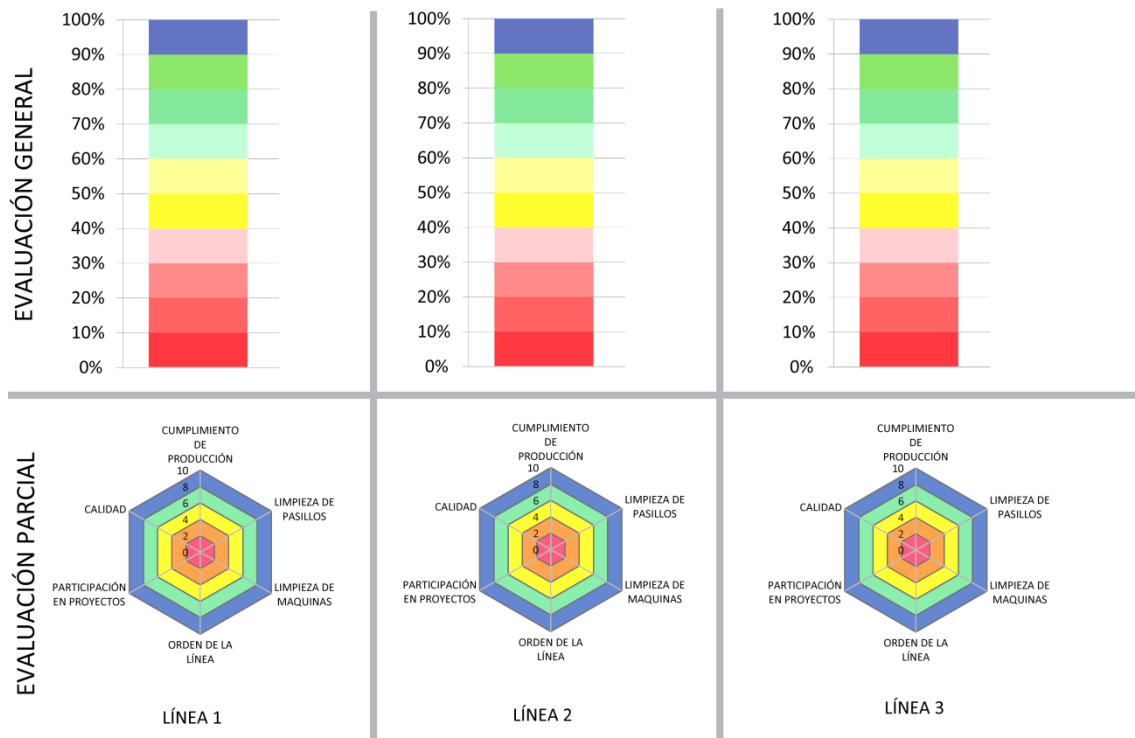 EVALUACIÓN GENERAL
100%
90%
80%
70%
60%
50%
40%
30%
20%
10%
0%
100%
90%
80%
70%
60%
50%
40%
30%
20%
10%
0%
100%
90%
80%
70%
60%
50%
40%
30%
20%
10%
0%
EVALUACIÓN PARCIAL
CUMPLIMIENTO
DE
PRODUCCIÓN
10
8
6
4
2
0
LIMPIEZA DE
PASILLOS
LIMPIEZA DE
MAQUINAS
ORDEN DE LA
LÍNEA
PARTICIPACIÓN
EN PROYECTOS
CALIDAD
LÍNEA 1
CUMPLIMIENTO
DE
PRODUCCIÓN
10
8
6
4
2
0
LIMPIEZA DE
PASILLOS
LIMPIEZA DE
MAQUINAS
ORDEN DE LA
LÍNEA
PARTICIPACIÓN
EN PROYECTOS
CALIDAD
LÍNEA 2
CUMPLIMIENTO
DE
PRODUCCIÓN
10
8
6
4
2
0
LIMPIEZA DE
PASILLOS
LIMPIEZA DE
MAQUINAS
ORDEN DE LA
LÍNEA
PARTICIPACIÓN
EN PROYECTOS
CALIDAD
LÍNEA 3